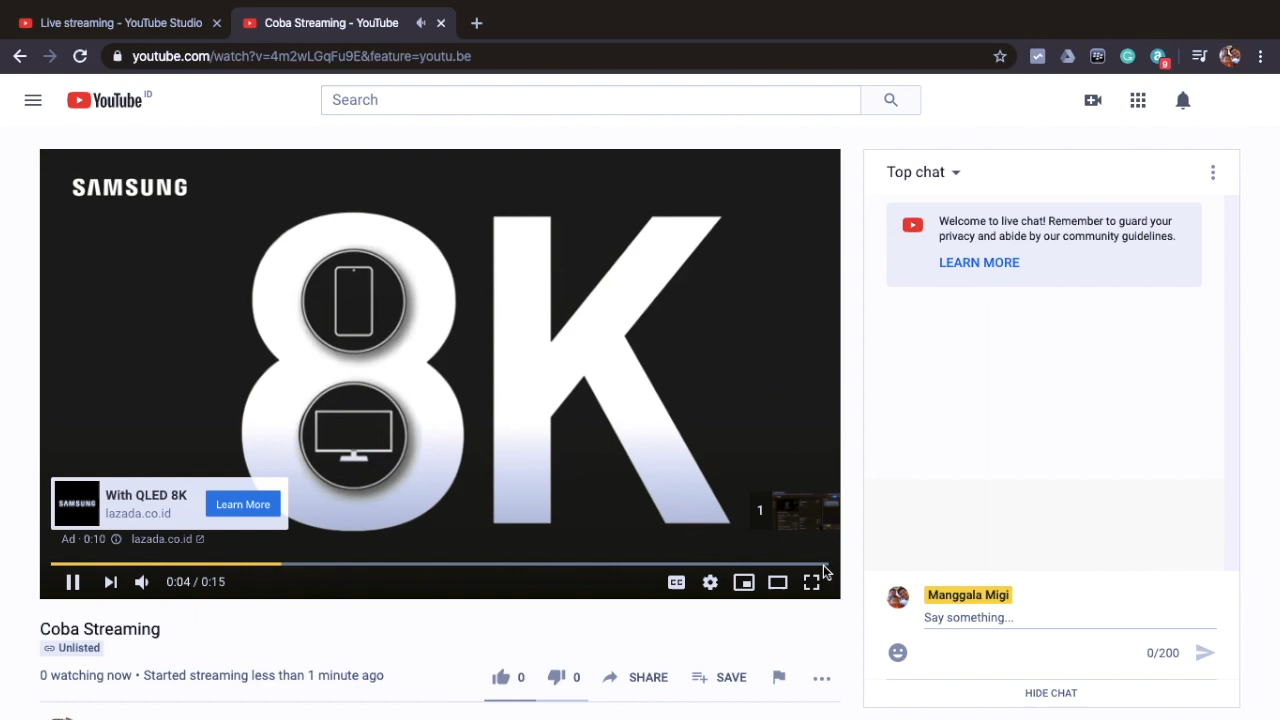 Live streaming - YouTube Studio
Coba Streaming - YouTube
youtube.com/watch?v=4m2wLGqFu9E&feature=youtu.be
9
YouTube ID
Search
SAMSUNG
8K
SAMSUNG
With QLED 8K
lazada.co.id
Learn More
1
Ad · 0:10
lazada.co.id
0:04 / 0:15
CC
Coba Streaming
Unlisted
0 watching now • Started streaming less than 1 minute ago
0
0
SHARE
SAVE
Top chat
Welcome to live chat! Remember to guard your
privacy and abide by our community guidelines.
LEARN MORE
Manggala Migi
Say something...
0/200
HIDE CHAT